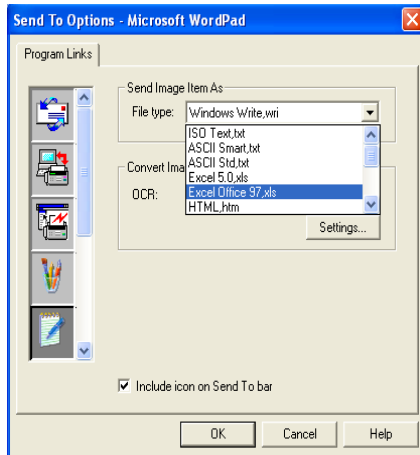 Send To Options - Microsoft WordPad
Program Links
Send Image Item As
File type: Windows Write,wri
ISO Text,txt
ASCII Smart,txt
ASCII Std,txt
Convert Ima
Excel 5.0,xls
OCR: Excel Office 97,xls
HTML,htm
Settings...
Include icon on Send To bar
OK Cancel Help